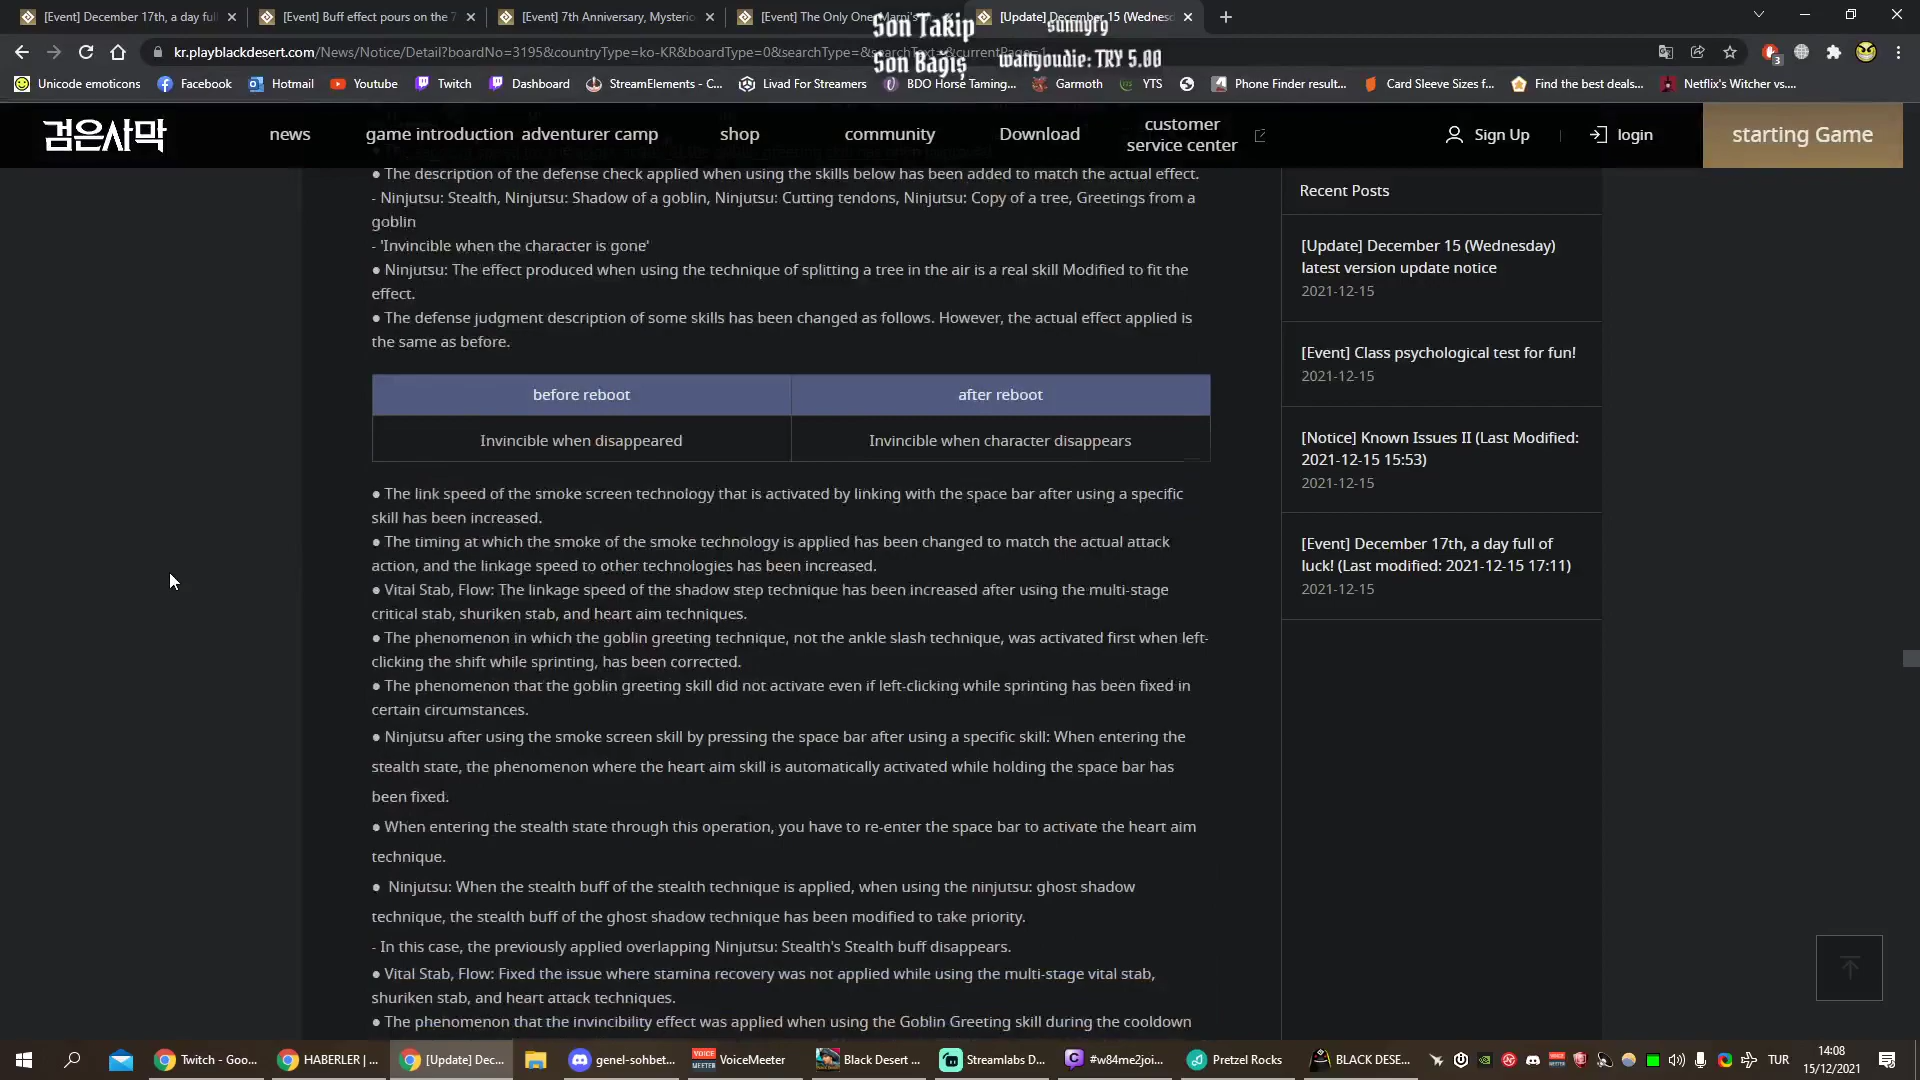 [Event] December 17th, a day full
[Event] Buff effect pours on the 7
[Event] 7th Anniversary, Mysterio
[Event] The Only One, Marni's
[Update] December 15 (Wednesd
Son Takip
sunnyfy
kr.playblackdesert.com/News/Notice/Detail?boardNo=3195&countryType=ko-KR&boardType=0&searchType=&searchText=&currentPage=1
Son Bağış
wanyoudie: TRY 5.00
3
Unicode emoticons
Facebook
Hotmail
YouTube
Twitch
Dashboard
StreamElements - C...
Livad For Streamers
BDO Horse Taming...
Garmoth
YTS
Phone Finder result...
Card Sleeve Sizes f...
Find the best deals...
Netflix's Witcher vs....
검은사막
news
game introduction
adventurer camp
shop
community
Download
customer
service center
Sign Up
login
starting Game
● The description of the defense check applied when using the skills below has been added to match the actual effect.
- Ninjutsu: Stealth, Ninjutsu: Shadow of a goblin, Ninjutsu: Cutting tendons, Ninjutsu: Copy of a tree, Greetings from a
goblin
- 'Invincible when the character is gone'
● Ninjutsu: The effect produced when using the technique of splitting a tree in the air is a real skill Modified to fit the
effect.
● The defense judgment description of some skills has been changed as follows. However, the actual effect applied is
the same as before.
before reboot
after reboot
Invincible when disappeared
Invincible when character disappears
● The link speed of the smoke screen technology that is activated by linking with the space bar after using a specific
skill has been increased.
● The timing at which the smoke of the smoke technology is applied has been changed to match the actual attack
action, and the linkage speed to other technologies has been increased.
● Vital Stab, Flow: The linkage speed of the shadow step technique has been increased after using the multi-stage
critical stab, shuriken stab, and heart aim techniques.
● The phenomenon in which the goblin greeting technique, not the ankle slash technique, was activated first when left-
clicking the shift while sprinting, has been corrected.
● The phenomenon that the goblin greeting skill did not activate even if left-clicking while sprinting has been fixed in
certain circumstances.
● Ninjutsu after using the smoke screen skill by pressing the space bar after using a specific skill: When entering the
stealth state, the phenomenon where the heart aim skill is automatically activated while holding the space bar has
been fixed.
● When entering the stealth state through this operation, you have to re-enter the space bar to activate the heart aim
technique.
● Ninjutsu: When the stealth buff of the stealth technique is applied, when using the ninjutsu: ghost shadow
technique, the stealth buff of the ghost shadow technique has been modified to take priority.
- In this case, the previously applied overlapping Ninjutsu: Stealth's Stealth buff disappears.
● Vital Stab, Flow: Fixed the issue where stamina recovery was not applied while using the multi-stage vital stab,
shuriken stab, and heart attack techniques.
● The phenomenon that the invincibility effect was applied when using the Goblin Greeting skill during the cooldown
Recent Posts
[Update] December 15 (Wednesday)
latest version update notice
2021-12-15
[Event] Class psychological test for fun!
2021-12-15
[Notice] Known Issues II (Last Modified:
2021-12-15 15:53)
2021-12-15
[Event] December 17th, a day full of
luck! (Last modified: 2021-12-15 17:11)
2021-12-15
Twitch - Goo...
HABERLER | ...
[Update] Dec...
genel-sohbet...
VOICE
MEETER
VoiceMeeter
Black Desert ...
Streamlabs D...
#w84me2joi...
Pretzel Rocks
BLACK DESE...
TUR
14:08
15/12/2021